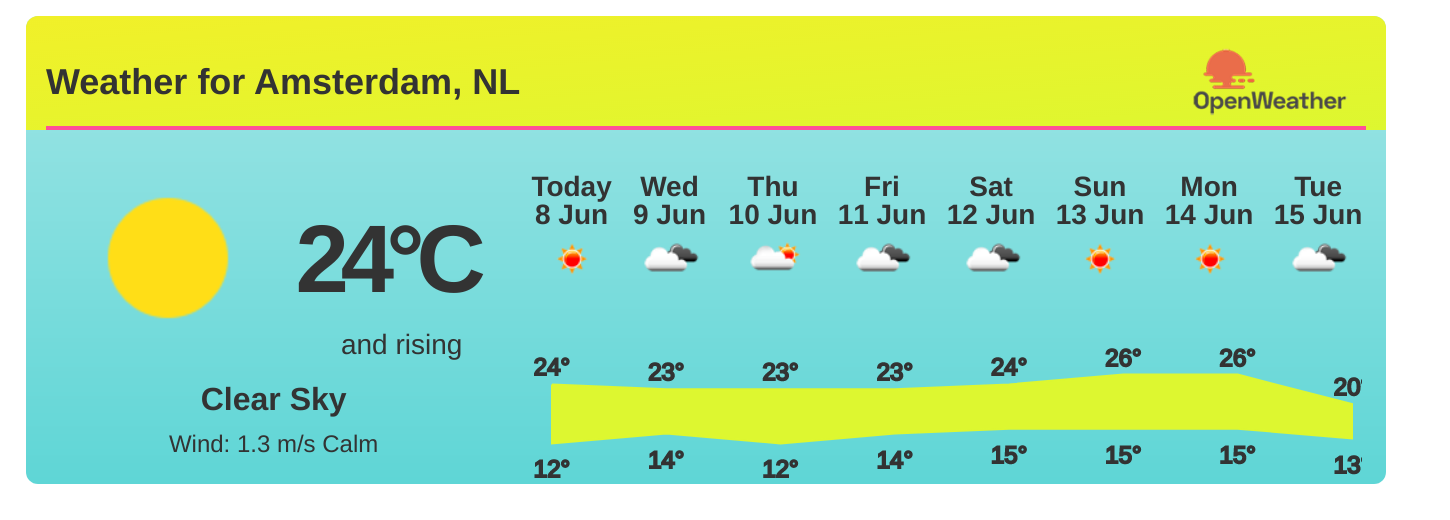 Weather for Amsterdam, NL
OpenWeather
Today Wed Thu Fri Sat Sun Mon Tue
8 Jun 9 Jun 10 Jun 11 Jun 12 Jun 13 Jun 14 Jun 15 Jun
24°C
and rising
Clear Sky
Wind: 1.3 m/s Calm
24° 23° 23° 23° 24° 26° 26° 20°
12° 14° 12° 14° 15° 15° 15° 13°